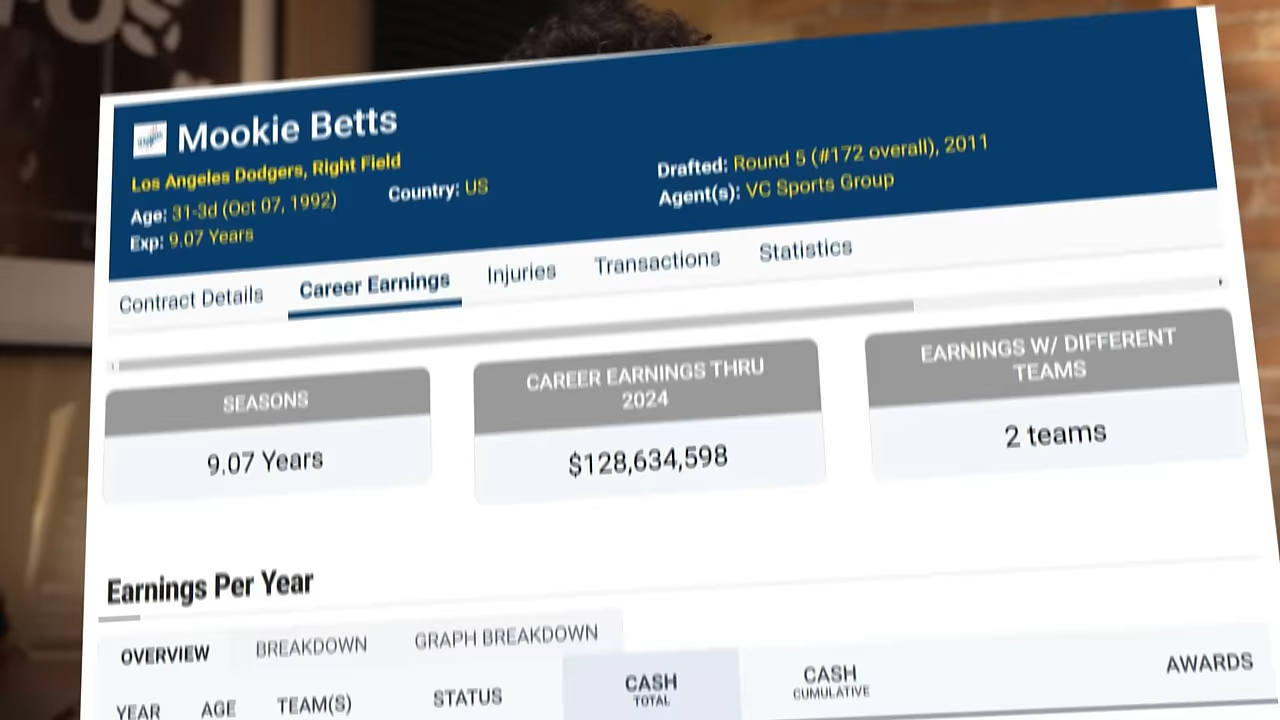 Mookie Betts
Los Angeles Dodgers, Right Field
Age: 31-3d (Oct 07, 1992)
Country: US
Exp: 9.07 Years
Drafted: Round 5 (#172 overall), 2011
Agent(s): VC Sports Group
Contract Details
Career Earnings
Injuries
Transactions
Statistics
SEASONS
9.07 Years
CAREER EARNINGS THRU
2024
$128,634,598
EARNINGS W/ DIFFERENT
TEAMS
2 teams
Earnings Per Year
OVERVIEW
BREAKDOWN
GRAPH BREAKDOWN
YEAR
AGE
TEAM(S)
STATUS
CASH
TOTAL
CASH
CUMULATIVE
AWARDS